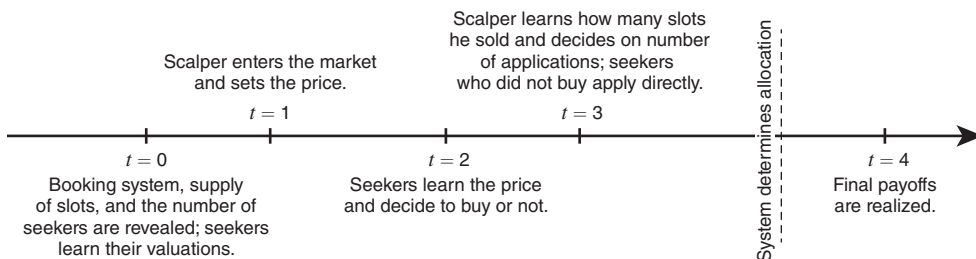 Scalper enters the market
and sets the price.
t = 1
Scalper learns how many slots
he sold and decides on number
of applications; seekers
who did not buy apply directly.
t = 3
System determines allocation
t = 0
Booking system, supply
of slots, and the number of
seekers are revealed; seekers
learn their valuations.
t = 2
Seekers learn the price
and decide to buy or not.
t = 4
Final payoffs
are realized.